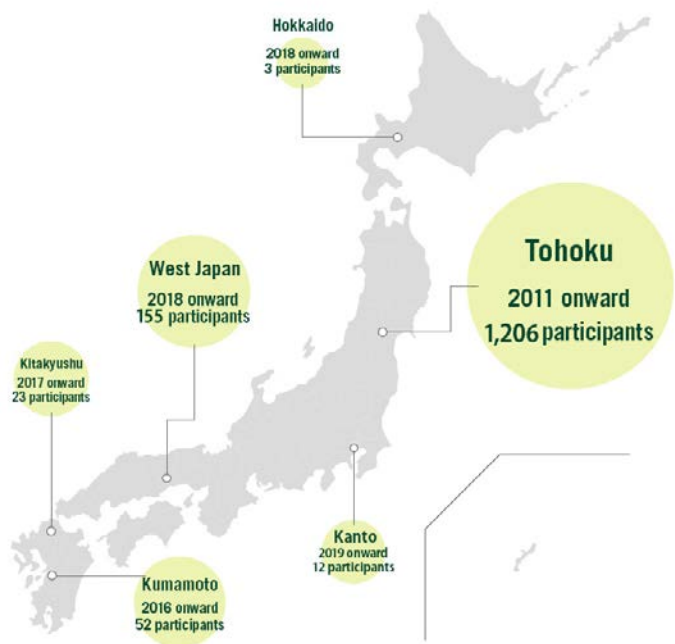 Hokkaido
2018 onward
3 participants
Tohoku
2011 onward
1,206 participants
West Japan
2018 onward
155 participants
Kitakyushu
2017 onward
23 participants
Kanto
2019 onward
12 participants
Kumamoto
2016 onward
52 participants